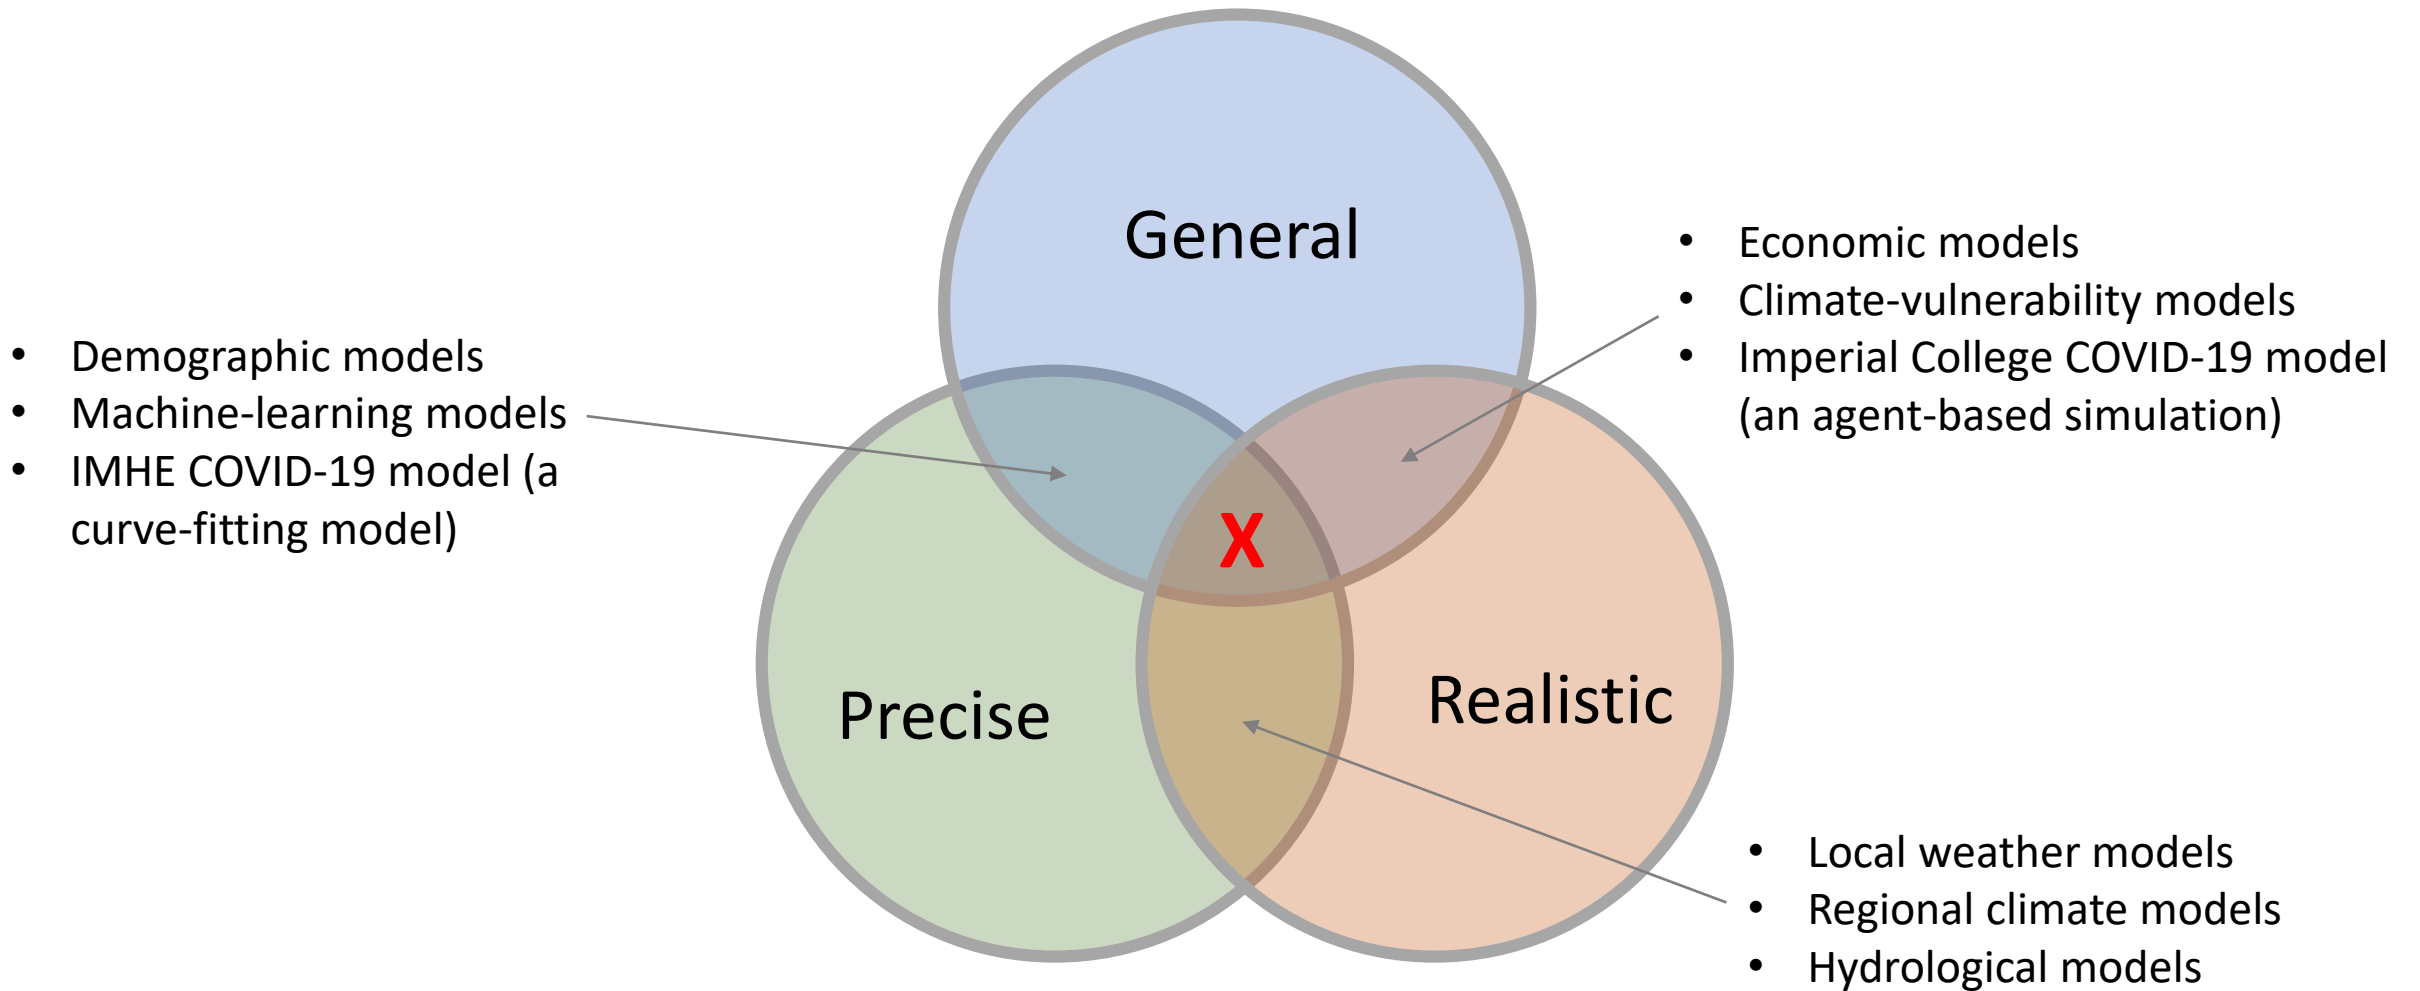 General
• Economic models
• Climate-vulnerability models
• Imperial College COVID-19 model
(an agent-based simulation)
• Demographic models
• Machine-learning models
• IMHE COVID-19 model (a
curve-fitting model)
X
Precise
Realistic
• Local weather models
• Regional climate models
• Hydrological models